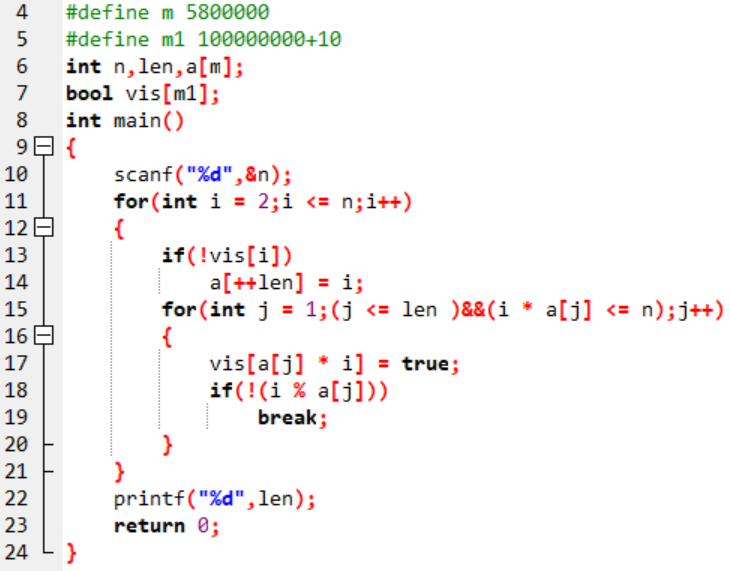 4 #define m 5800000
5 #define m1 100000000+10
6 int n,len,a[m];
7 bool vis[m1];
8 int main()
9 {
10 scanf("%d",&n);
11 for(int i = 2;i <= n;i++)
12 {
13 if(!vis[i])
14 a[++len] = i;
15 for(int j = 1;(j <= len )&&(i * a[j] <= n);j++)
16 {
17 vis[a[j] * i] = true;
18 if(!(i % a[j]))
19 break;
20 }
21 }
22 printf("%d",len);
23 return 0;
24 }